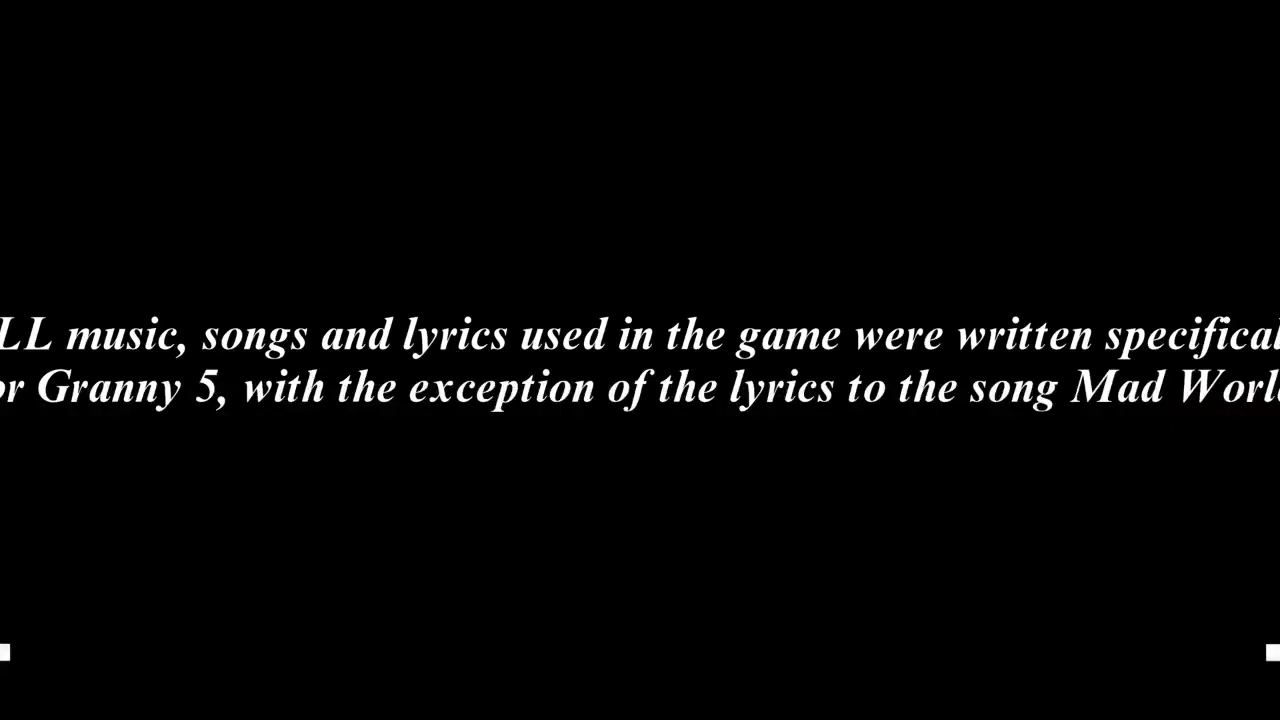 LL music, songs and lyrics used in the game were written specifical
or Granny 5, with the exception of the lyrics to the song Mad Worl